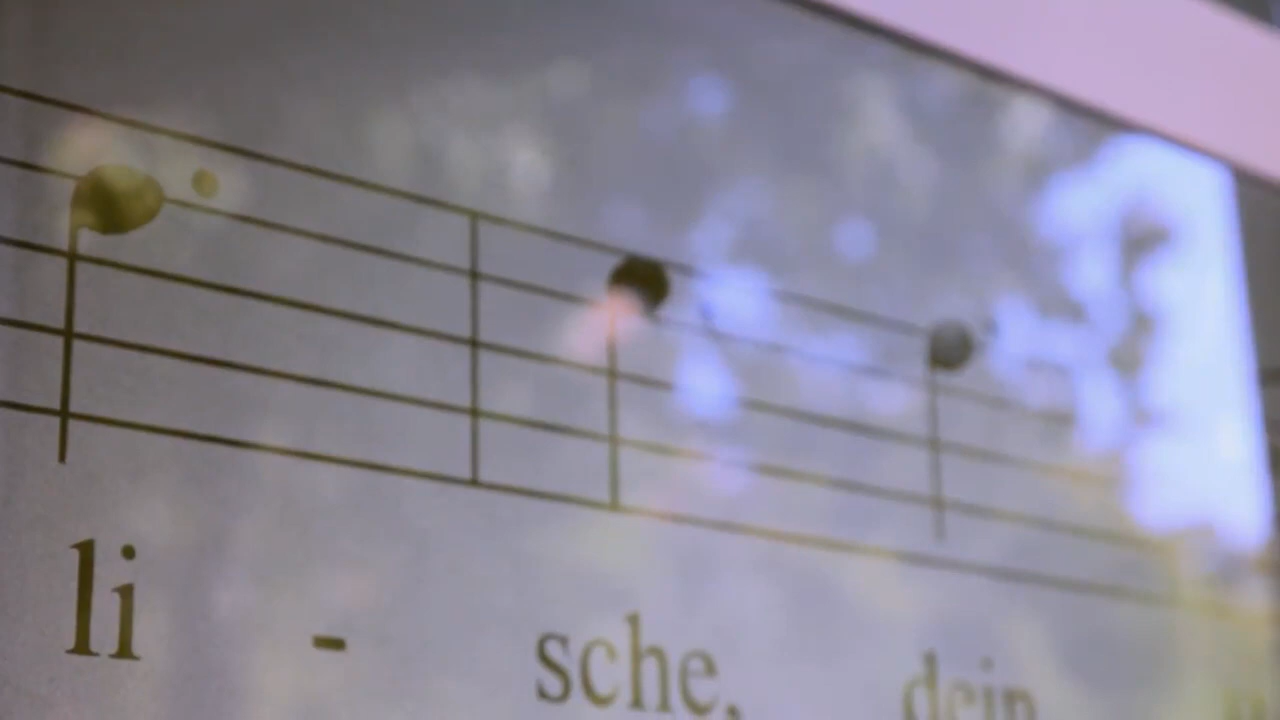 li - sche, dein